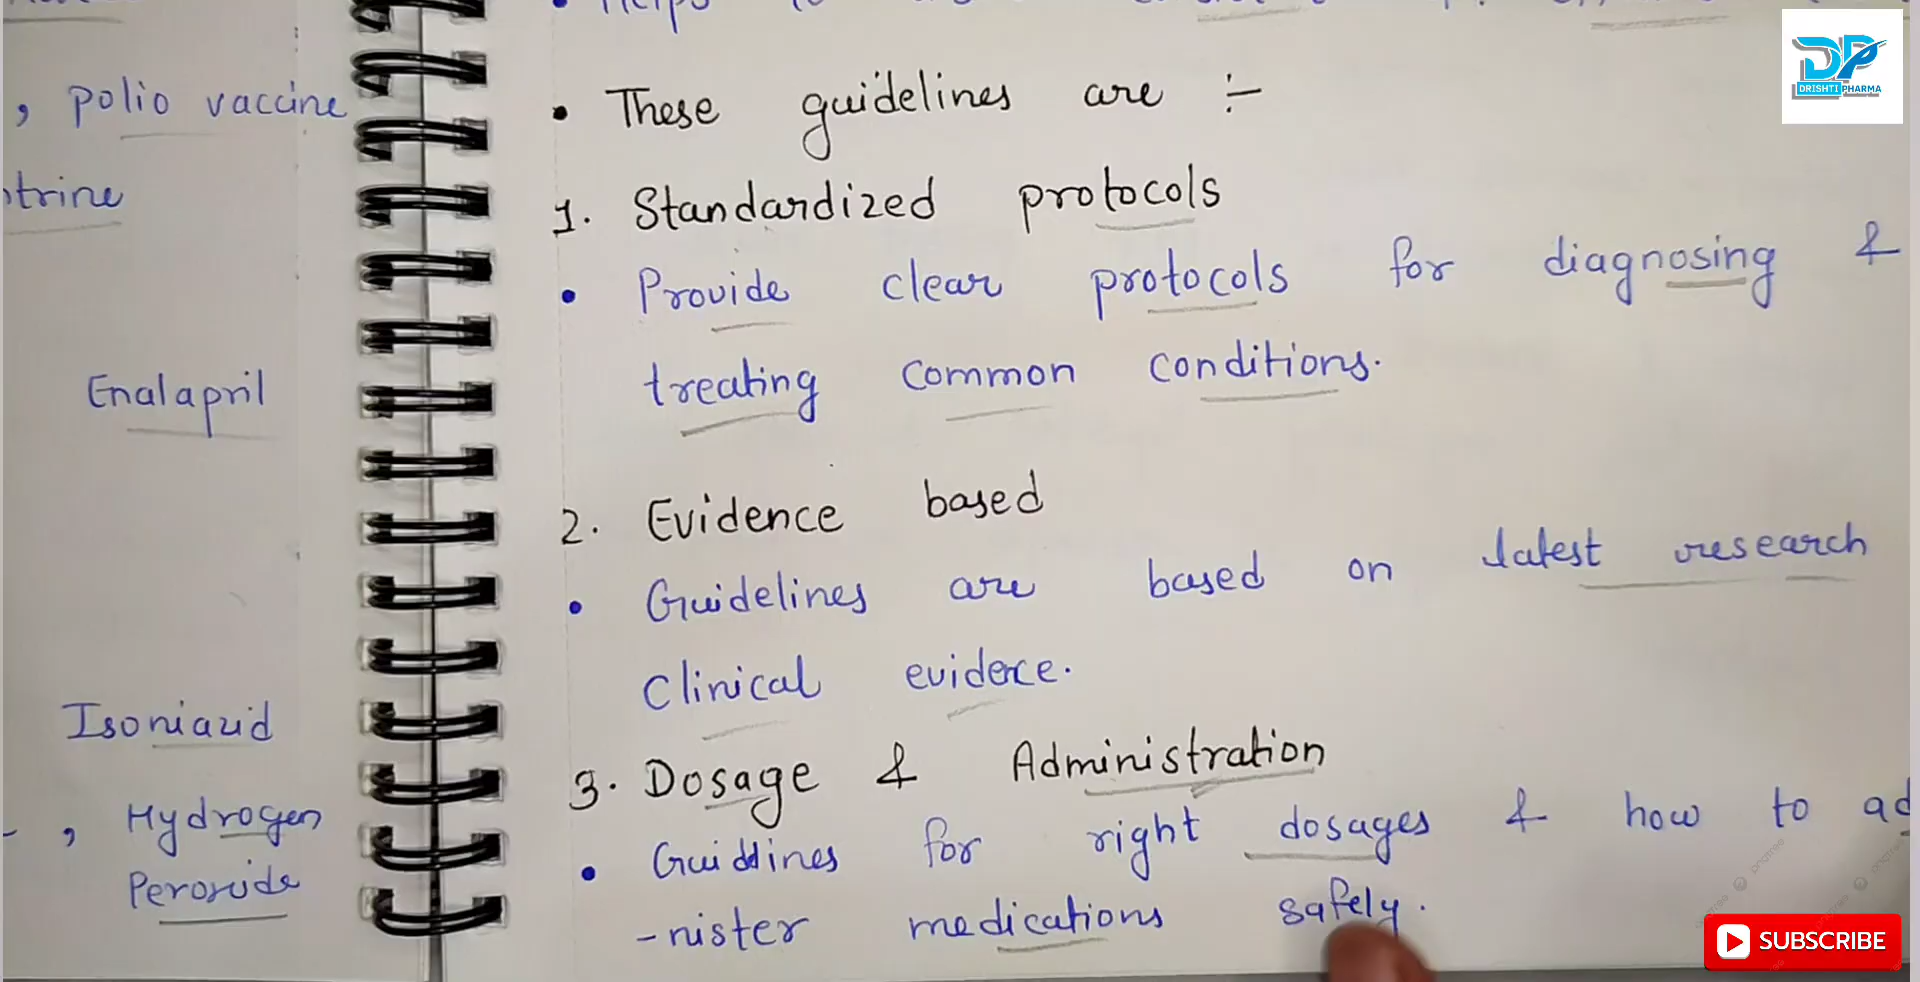 , polio vaccine
Enalapril
Isoniazid
, Hydrogen
Peroxide
• These guidelines are :-
1. Standardized protocols
• Provide clear protocols for diagnosing &
treating common conditions.
2. Evidence based
• Guidelines are based on latest research
clinical evidence.
3. Dosage & Administration
• Guidlines for right dosages & how to ad
-nister medications safely.
DP
DRISHTI PHARMA
SUBSCRIBE